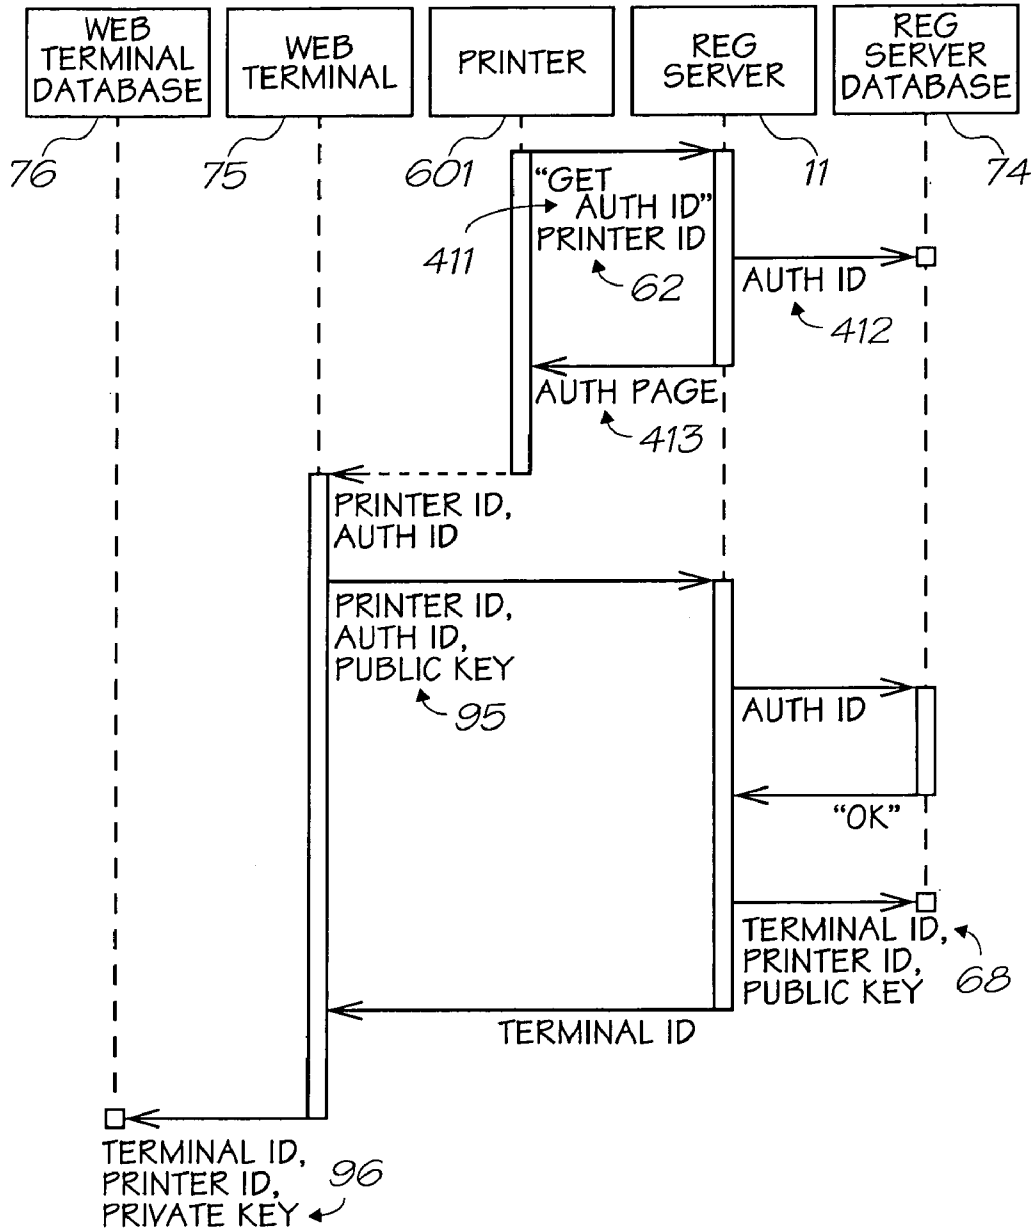 WEB
TERMINAL
DATABASE
WEB
TERMINAL
PRINTER
REG
SERVER
REG
SERVER
DATABASE
76
75
601
11
74
“GET
AUTH ID”
PRINTER ID
411
62
AUTH ID
412
AUTH PAGE
413
PRINTER ID,
AUTH ID
PRINTER ID,
AUTH ID,
PUBLIC KEY
95
AUTH ID
“OK”
TERMINAL ID,
PRINTER ID,
PUBLIC KEY
68
TERMINAL ID
TERMINAL ID,
PRINTER ID,
PRIVATE KEY
96